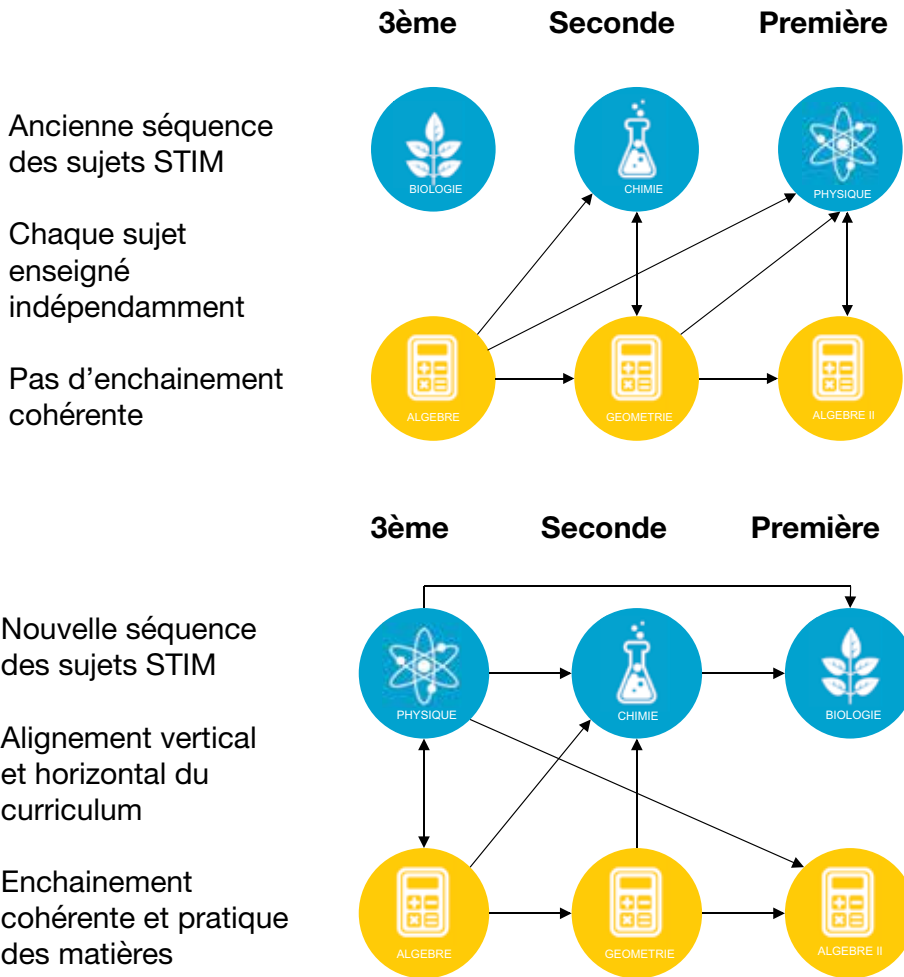 3ème Seconde Première
Ancienne séquence
des sujets STIM
BIOLOGIE CHIMIE PHYSIQUE
Chaque sujet
enseigné
indépendamment
Pas d’enchainement
cohérente
ALGEBRE GEOMETRIE ALGEBRE II
3ème Seconde Première
Nouvelle séquence
des sujets STIM
PHYSIQUE CHIMIE BIOLOGIE
Alignement vertical
et horizontal du
curriculum
Enchainement
cohérente et pratique
des matières
ALGEBRE GEOMETRIE ALGEBRE II